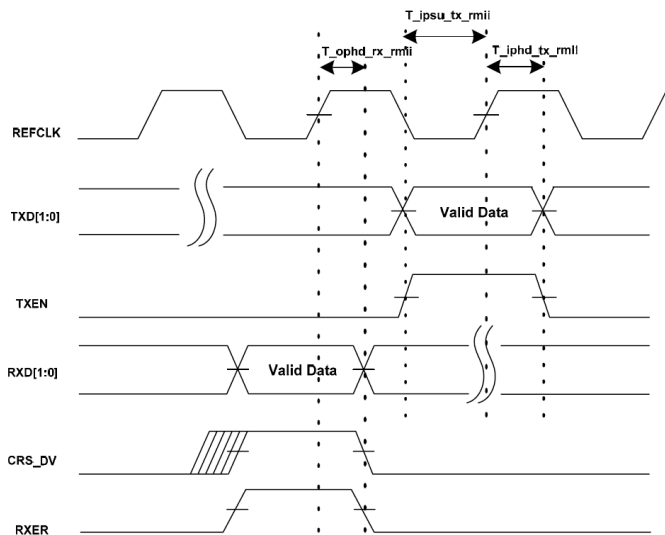 T_ipsu_tx_rmii
T_ophd_rx_rmii
T_iphd_tx_rmII
REFCLK
TXD[1:0]
Valid Data
TXEN
RXD[1:0]
Valid Data
CRS_DV
RXER